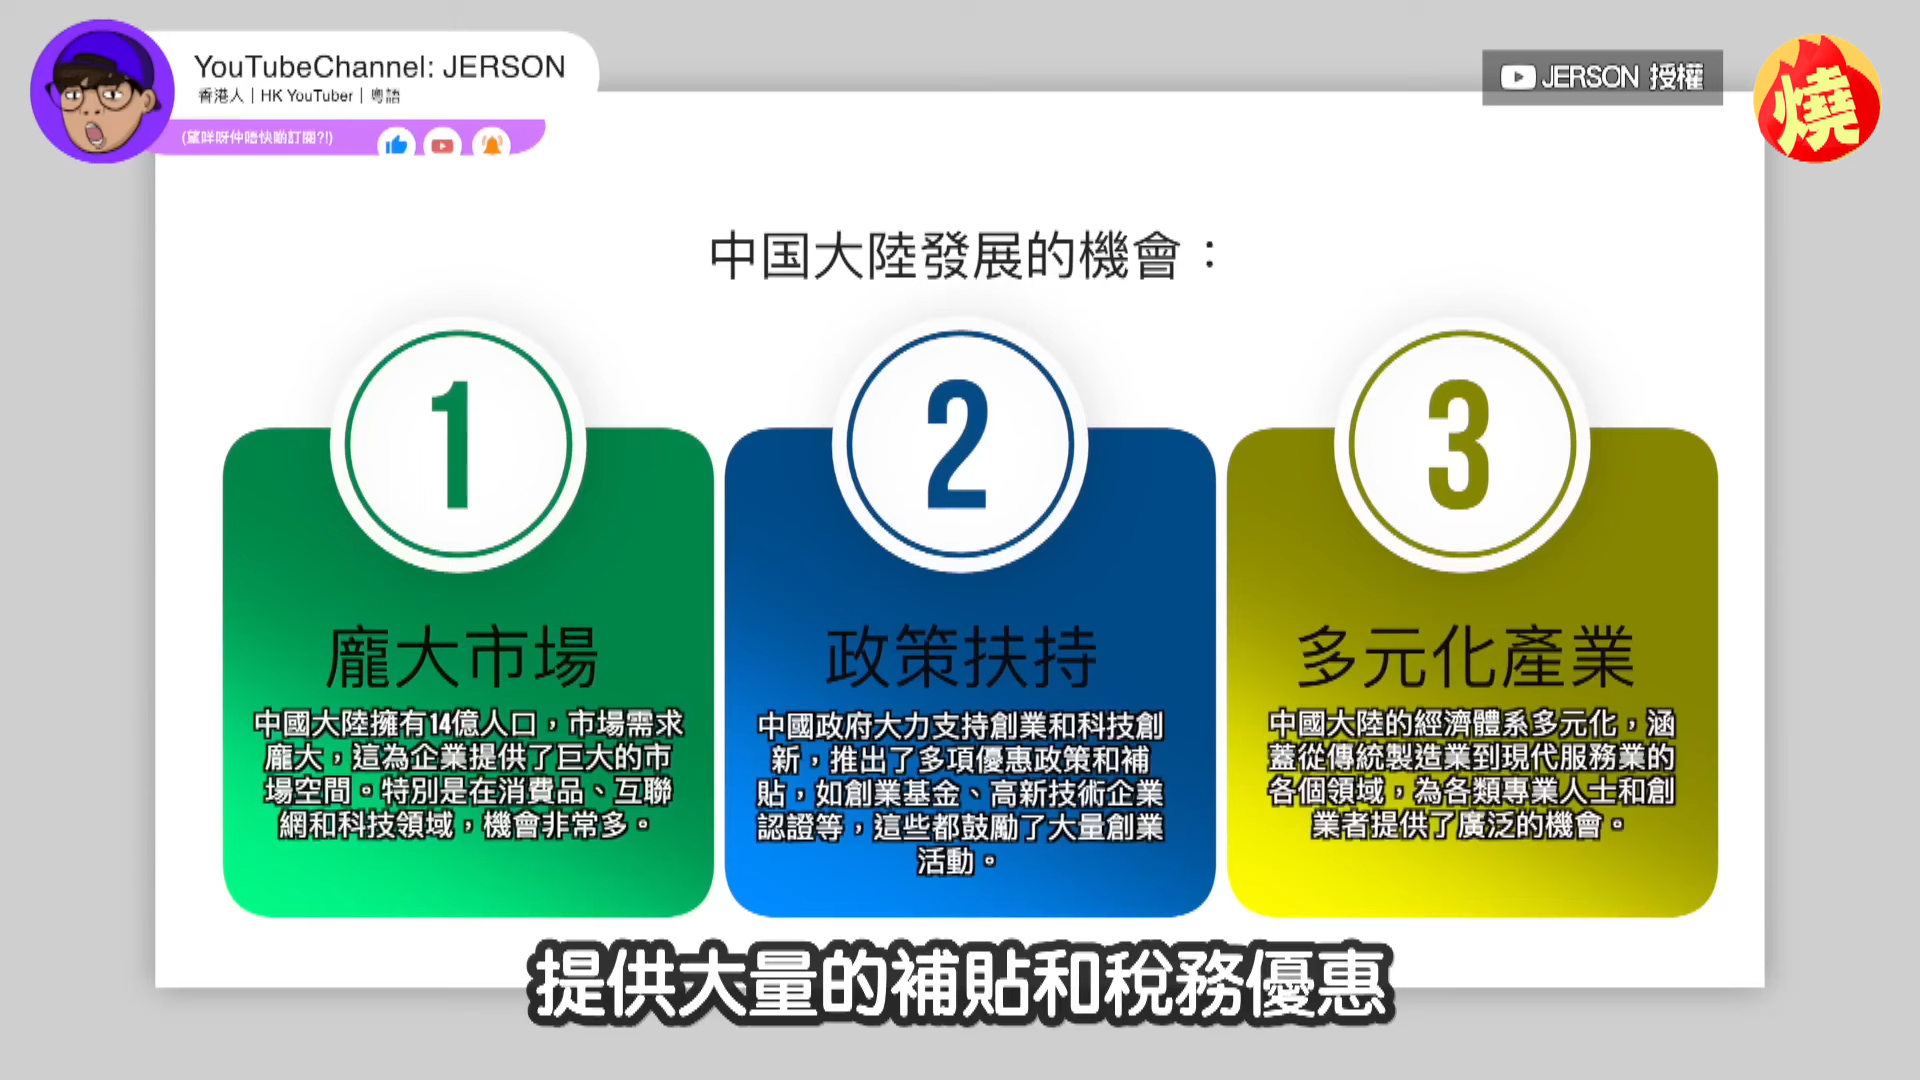 YouTubeChannel: JERSON
香港人 | HK YouTuber | 粵語
(望咩呀仲唔快啲訂閱?!)
JERSON 授權
燒
中国大陸發展的機會：
1
龐大市場
中國大陸擁有14億人口，市場需求
龐大，這為企業提供了巨大的市
場空間。特別是在消費品、互聯
網和科技領域，機會非常多。
2
政策扶持
中國政府大力支持創業和科技創
新，推出了多項優惠政策和補
貼，如創業基金、高新技術企業
認證等，這些都鼓勵了大量創業
活動。
3
多元化產業
中國大陸的經濟體系多元化，涵
蓋從傳統製造業到現代服務業的
各個領域，為各類專業人士和創
業者提供了廣泛的機會。
提供大量的補貼和稅務優惠